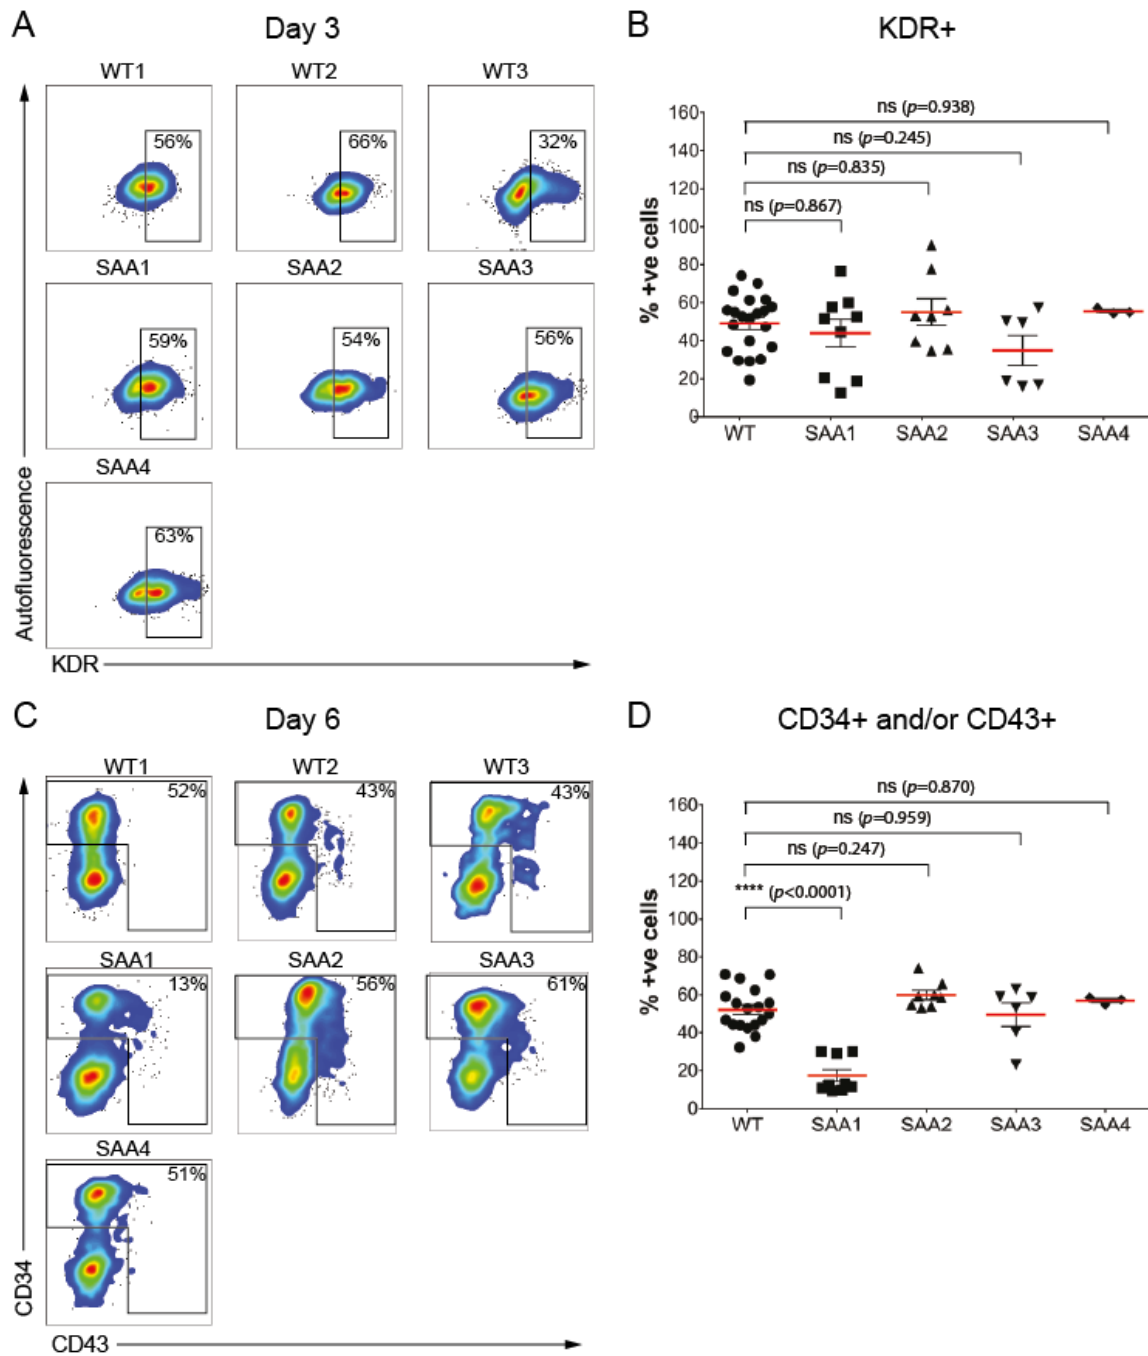 A
Day 3
WT1
WT2
WT3
56%
66%
32%
SAA1
SAA2
SAA3
59%
54%
56%
SAA4
63%
Autofluorescence
KDR
B
KDR+
ns (p=0.938)
ns (p=0.245)
ns (p=0.835)
ns (p=0.867)
% +ve cells
160
140
120
100
80
60
40
20
0
WT
SAA1
SAA2
SAA3
SAA4
C
Day 6
WT1
WT2
WT3
52%
43%
43%
SAA1
SAA2
SAA3
13%
56%
61%
SAA4
51%
CD34
CD43
D
CD34+ and/or CD43+
ns (p=0.870)
ns (p=0.959)
ns (p=0.247)
**** (p<0.0001)
% +ve cells
160
140
120
100
80
60
40
20
0
WT
SAA1
SAA2
SAA3
SAA4